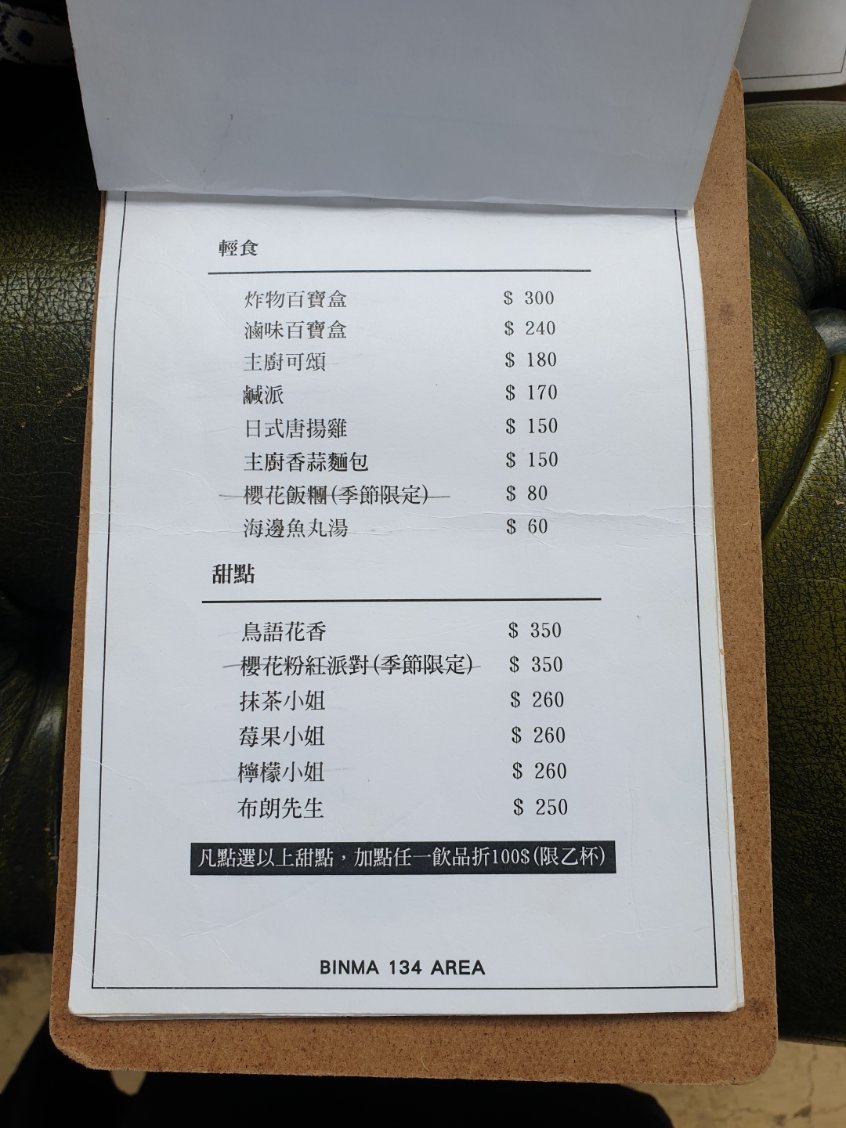 輕食
炸物百寶盒 $ 300
滷味百寶盒 $ 240
主廚可頌 $ 180
鹹派 $ 170
日式唐揚雞 $ 150
主廚香蒜麵包 $ 150
櫻花飯糰(季節限定) $ 80
海邊魚丸湯 $ 60
甜點
鳥語花香 $ 350
櫻花粉紅派對(季節限定) $ 350
抹茶小姐 $ 260
莓果小姐 $ 260
檸檬小姐 $ 260
布朗先生 $ 250
凡點選以上甜點，加點任一飲品折100$(限乙杯)
BINMA 134 AREA